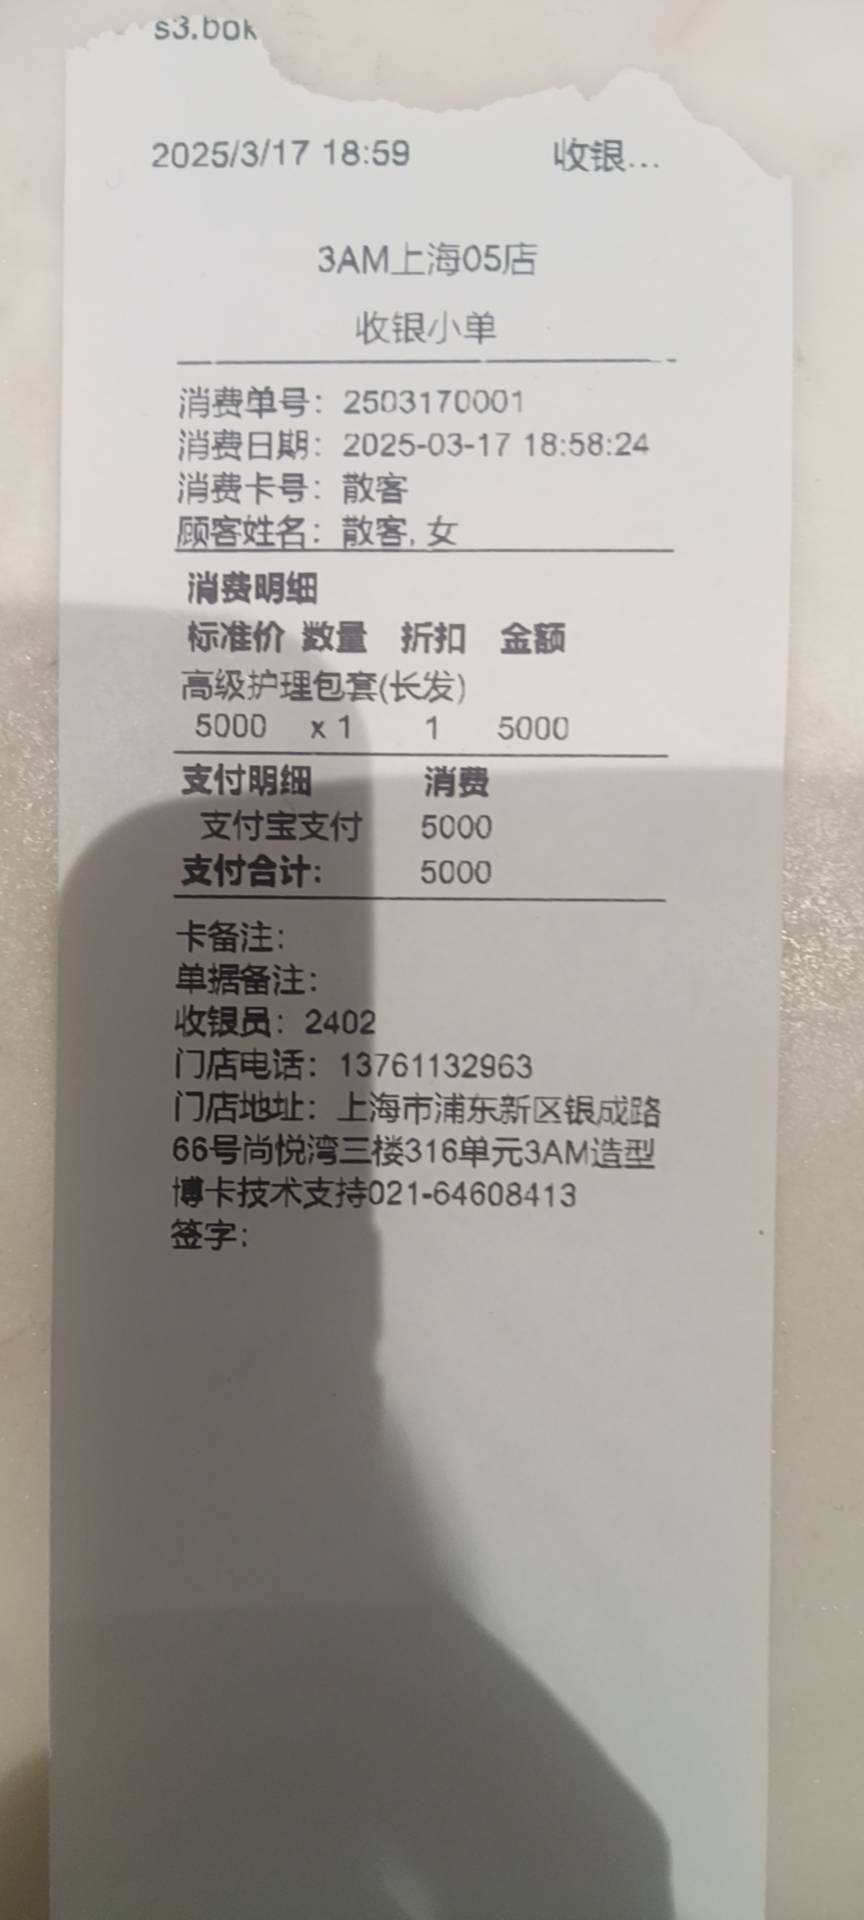 s3.bok
2025/3/17 18:59 收银...
3AM上海05店
收银小单
消费单号：2503170001
消费日期：2025-03-17 18:58:24
消费卡号：散客
顾客姓名：散客, 女
消费明细
标准价 数量 折扣 金额
高级护理包套(长发)
5000 x 1 1 5000
支付明细 消费
支付宝支付 5000
支付合计: 5000
卡备注:
单据备注:
收银员：2402
门店电话：13761132963
门店地址：上海市浦东新区银成路
66号尚悦湾三楼316单元3AM造型
博卡技术支持021-64608413
签字: